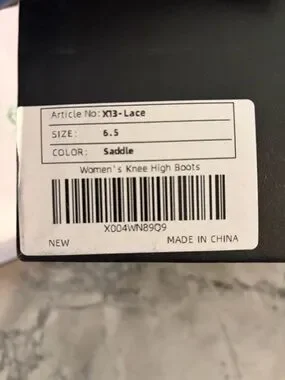 Article No: X13-Lace
SIZE: 6.5
COLOR: Saddle
Women's Knee High Boots
X004WN89Q9
NEW MADE IN CHINA